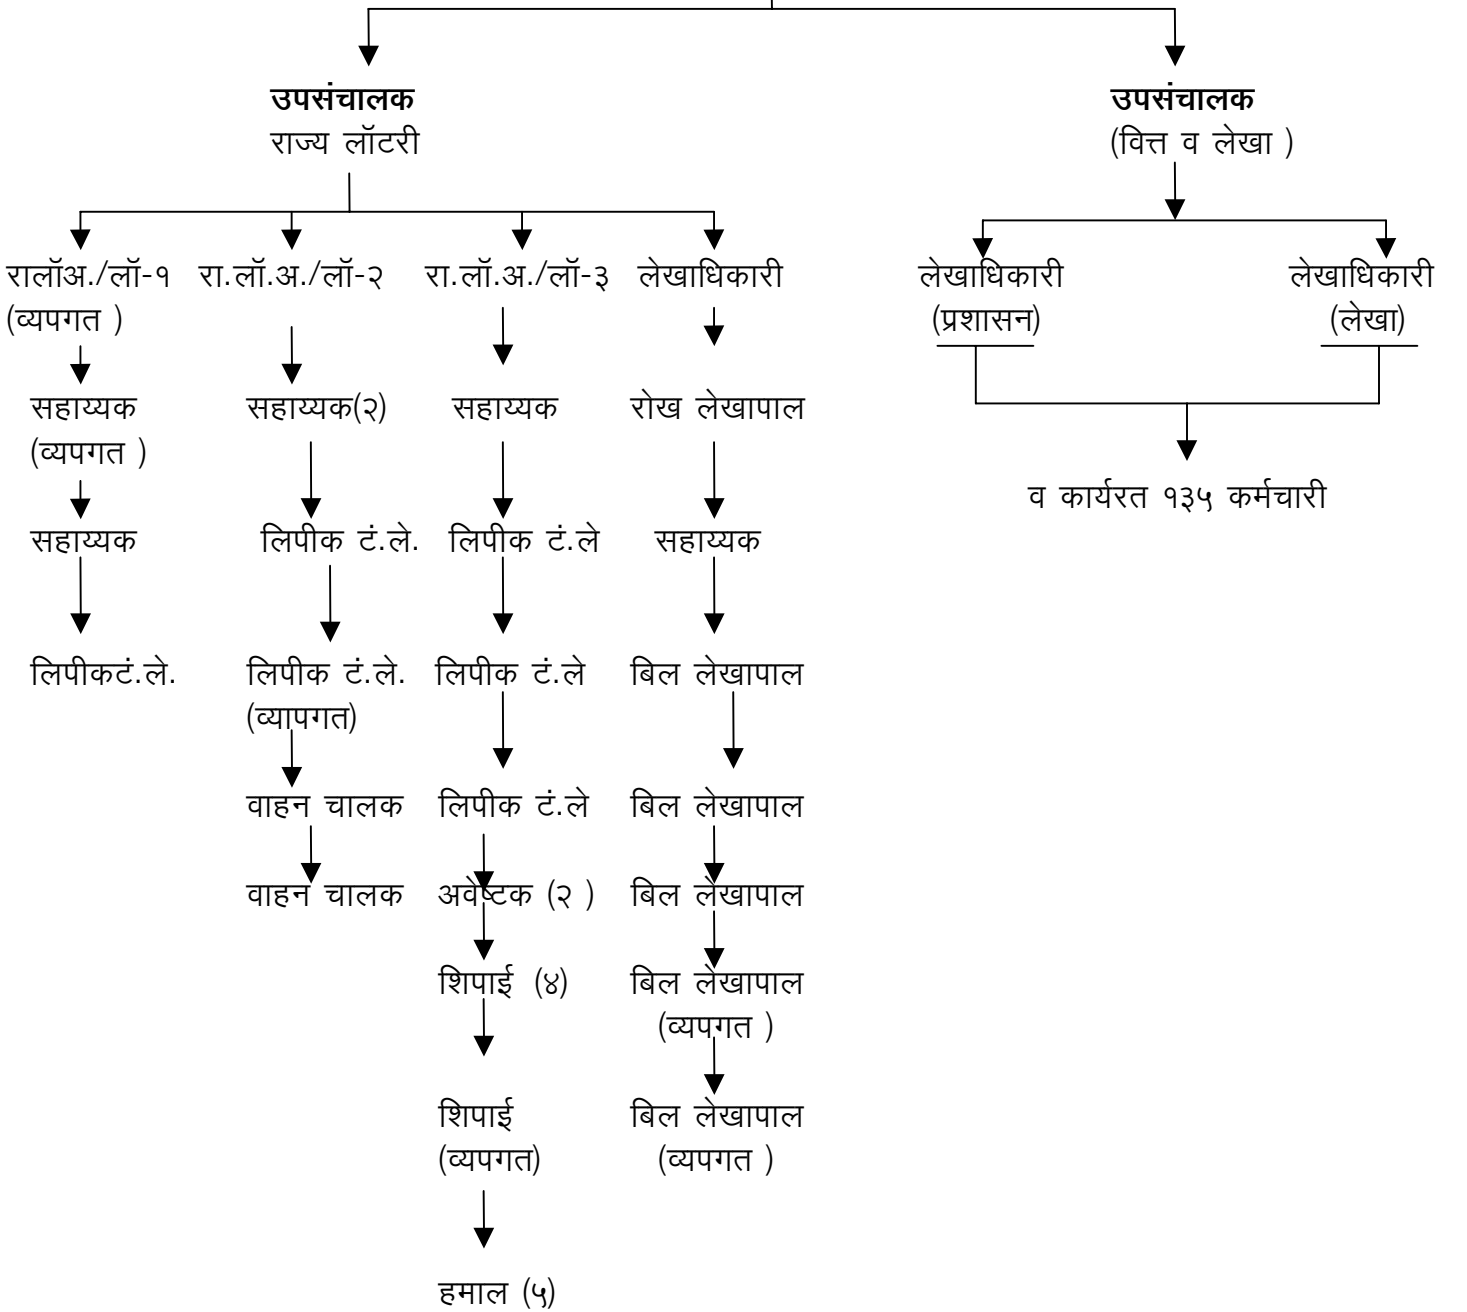 उपसंचालक
राज्य लॉटरी
उपसंचालक
(वित्त व लेखा )
रालॉअ./लॉ-१
(व्यपगत )
रा.लॉ.अ./लॉ-२
रा.लॉ.अ./लॉ-३
लेखाधिकारी
लेखाधिकारी
(प्रशासन)
लेखाधिकारी
(लेखा)
सहाय्यक
(व्यपगत )
सहाय्यक(२)
सहाय्यक
रोख लेखापाल
व कार्यरत १३५ कर्मचारी
सहाय्यक
लिपीक टं.ले.
लिपीक टं.ले
सहाय्यक
लिपीकटं.ले.
लिपीक टं.ले.
(व्यापगत)
लिपीक टं.ले
बिल लेखापाल
वाहन चालक
लिपीक टं.ले
बिल लेखापाल
वाहन चालक
अवेष्टक (२ )
बिल लेखापाल
शिपाई (४)
बिल लेखापाल
(व्यपगत )
शिपाई
(व्यपगत)
बिल लेखापाल
(व्यपगत )
हमाल (५)